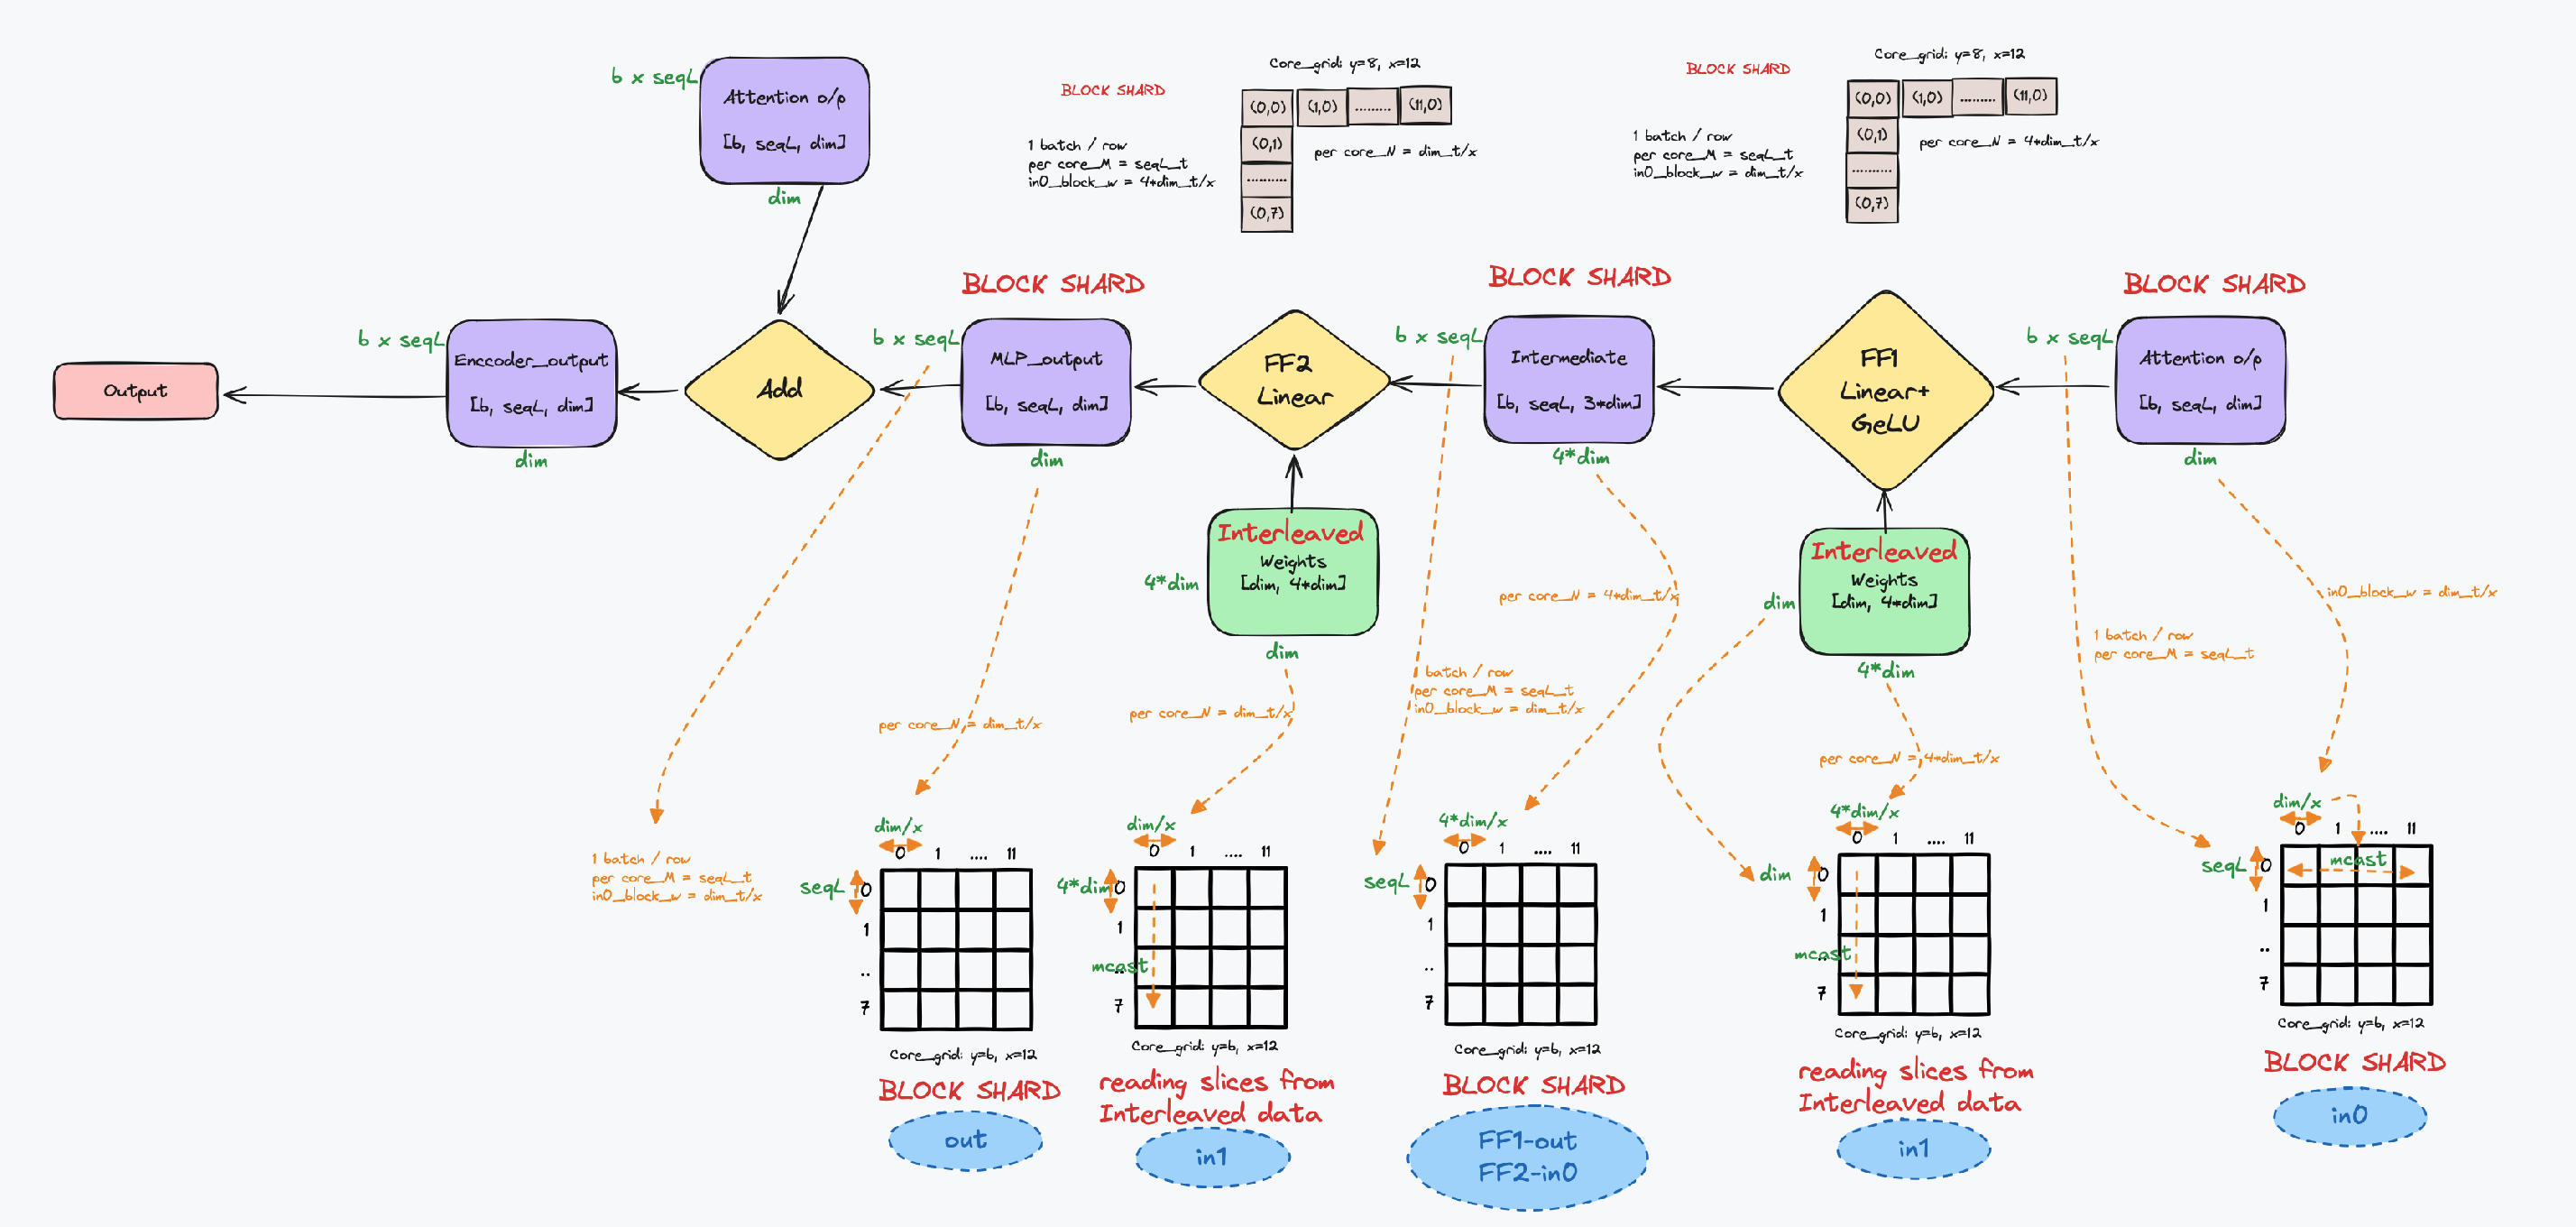 b x seqL
Attention o/p
[b, seqL, dim]
dim
BLOCK SHARD
1 batch / row
per core_M = seqL_t
in0_block_w = 4*dim_t/x
Core_grid: y=8, x=12
(0,0)
(1,0)
.........
(11,0)
(0,1)
..........
(0,7)
per core_N = dim_t/x
BLOCK SHARD
1 batch / row
per core_M = seqL_t
in0_block_w = dim_t/x
Core_grid: y=8, x=12
(0,0)
(1,0)
.........
(11,0)
(0,1)
..........
(0,7)
per core_N = 4*dim_t/x
Output
b x seqL
Enccoder_output
[b, seqL, dim]
dim
Add
BLOCK SHARD
b x seqL
MLP_output
[b, seqL, dim]
dim
FF2
Linear
BLOCK SHARD
b x seqL
Intermediate
[b, seqL, 3*dim]
4*dim
FF1
Linear+
GeLU
BLOCK SHARD
b x seqL
Attention o/p
[b, seqL, dim]
dim
Interleaved
Weights
[dim, 4*dim]
4*dim
dim
Interleaved
Weights
[dim, 4*dim]
dim
4*dim
per core_N = 4*dim_t/x
in0_block_w = dim_t/x
1 batch / row
per core_M = seqL_t
1 batch / row
per core_M = seqL_t
in0_block_w = dim_t/x
per core_N = dim_t/x
per core_N = dim_t/x
per core_N = 4*dim_t/x
1 batch / row
per core_M = seqL_t
in0_block_w = dim_t/x
dim/x
0 1 .... 11
seqL
0
1
..
7
Core_grid: y=b, x=12
BLOCK SHARD
out
dim/x
0 1 .... 11
4*dim
0
1
mcast
..
7
Core_grid: y=b, x=12
reading slices from
Interleaved data
in1
4*dim/x
0 1 .... 11
seqL
0
1
..
7
Core_grid: y=b, x=12
BLOCK SHARD
FF1-out
FF2-in0
4*dim/x
0 1 .... 11
dim
0
1
mcast
..
7
Core_grid: y=b, x=12
reading slices from
Interleaved data
in1
dim/x
0 1 .... 11
seqL
0
mcast
1
..
7
Core_grid: y=b, x=12
BLOCK SHARD
in0